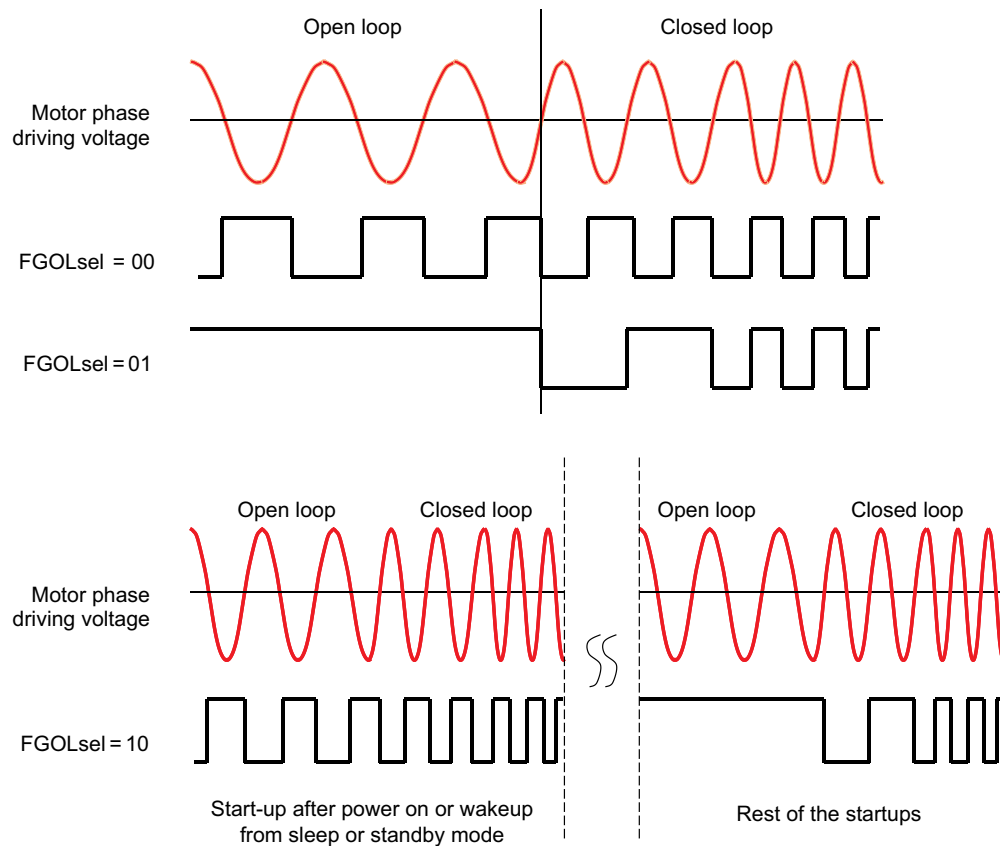 Open loop
Closed loop
Motor phase
driving voltage
FGOLsel = 00
FGOLsel = 01
Open loop
Closed loop
Open loop
Closed loop
Motor phase
driving voltage
FGOLsel = 10
Start-up after power on or wakeup
from sleep or standby mode
Rest of the startups